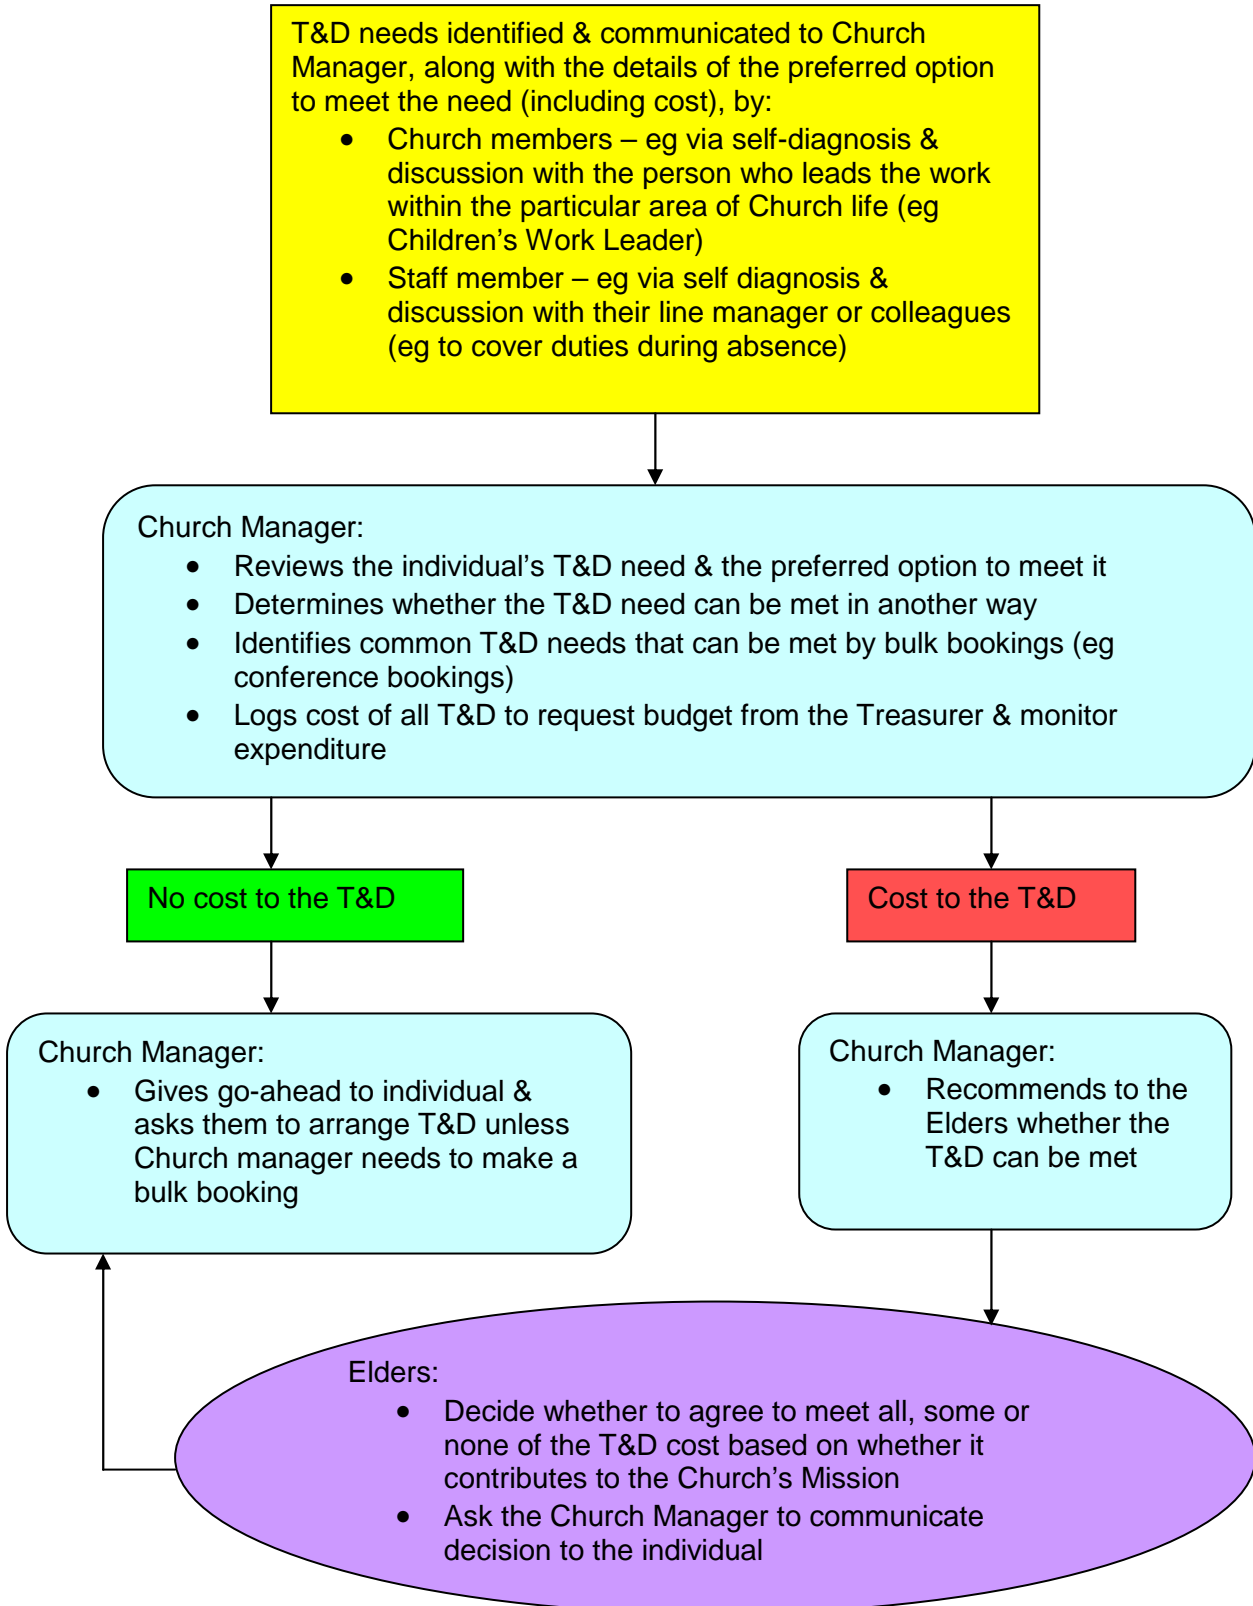 T&D needs identified & communicated to Church
Manager, along with the details of the preferred option
to meet the need (including cost), by:
• Church members – eg via self-diagnosis &
discussion with the person who leads the work
within the particular area of Church life (eg
Children’s Work Leader)
• Staff member – eg via self diagnosis &
discussion with their line manager or colleagues
(eg to cover duties during absence)
Church Manager:
• Reviews the individual’s T&D need & the preferred option to meet it
• Determines whether the T&D need can be met in another way
• Identifies common T&D needs that can be met by bulk bookings (eg
conference bookings)
• Logs cost of all T&D to request budget from the Treasurer & monitor
expenditure
No cost to the T&D
Cost to the T&D
Church Manager:
• Gives go-ahead to individual &
asks them to arrange T&D unless
Church manager needs to make a
bulk booking
Church Manager:
• Recommends to the
Elders whether the
T&D can be met
Elders:
• Decide whether to agree to meet all, some or
none of the T&D cost based on whether it
contributes to the Church’s Mission
• Ask the Church Manager to communicate
decision to the individual